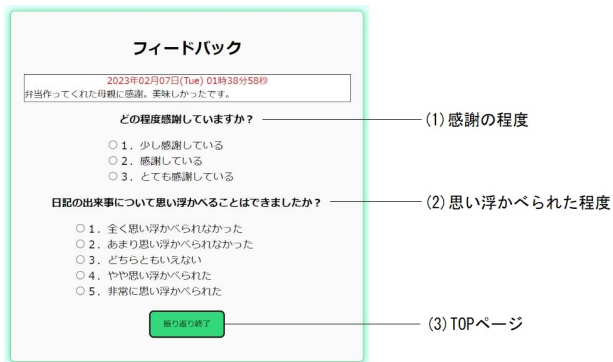 フィードバック
2023年02月07日(Tue) 01時38分58秒
弁当作ってくれた母親に感謝。美味しかったです。
どの程度感謝していますか？
(1)感謝の程度
○1．少し感謝している
○2．感謝している
○3．とても感謝している
日記の出来事について思い浮かべることはできましたか？
(2)思い浮かべられた程度
○1．全く思い浮かべられなかった
○2．あまり思い浮かべられなかった
○3．どちらともいえない
○4．やや思い浮かべられた
○5．非常に思い浮かべられた
振り返り終了
(3)TOPページ